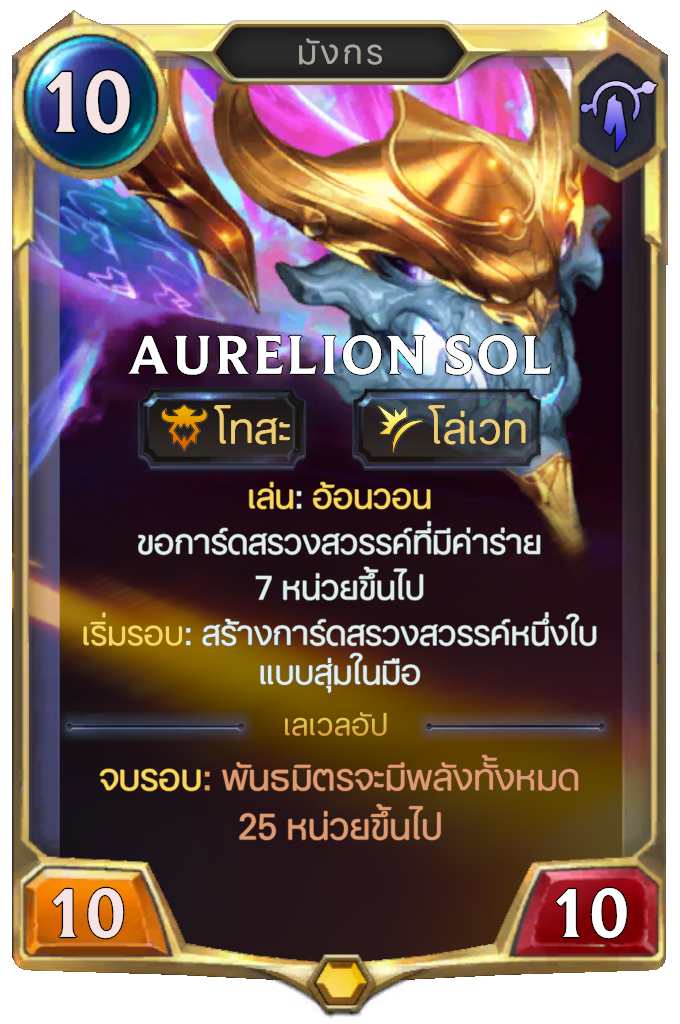 มังกร
10
AURELION SOL
โทสะ
โล่เวท
เล่น: อ้อนวอน
ขอการ์ดสรวงสวรรค์ที่มีค่าร่าย
7 หน่วยขึ้นไป
เริ่มรอบ: สร้างการ์ดสรวงสวรรค์หนึ่งใบ
แบบสุ่มในมือ
เลเวลอัป
จบรอบ: พันธมิตรจะมีพลังทั้งหมด
25 หน่วยขึ้นไป
10
10